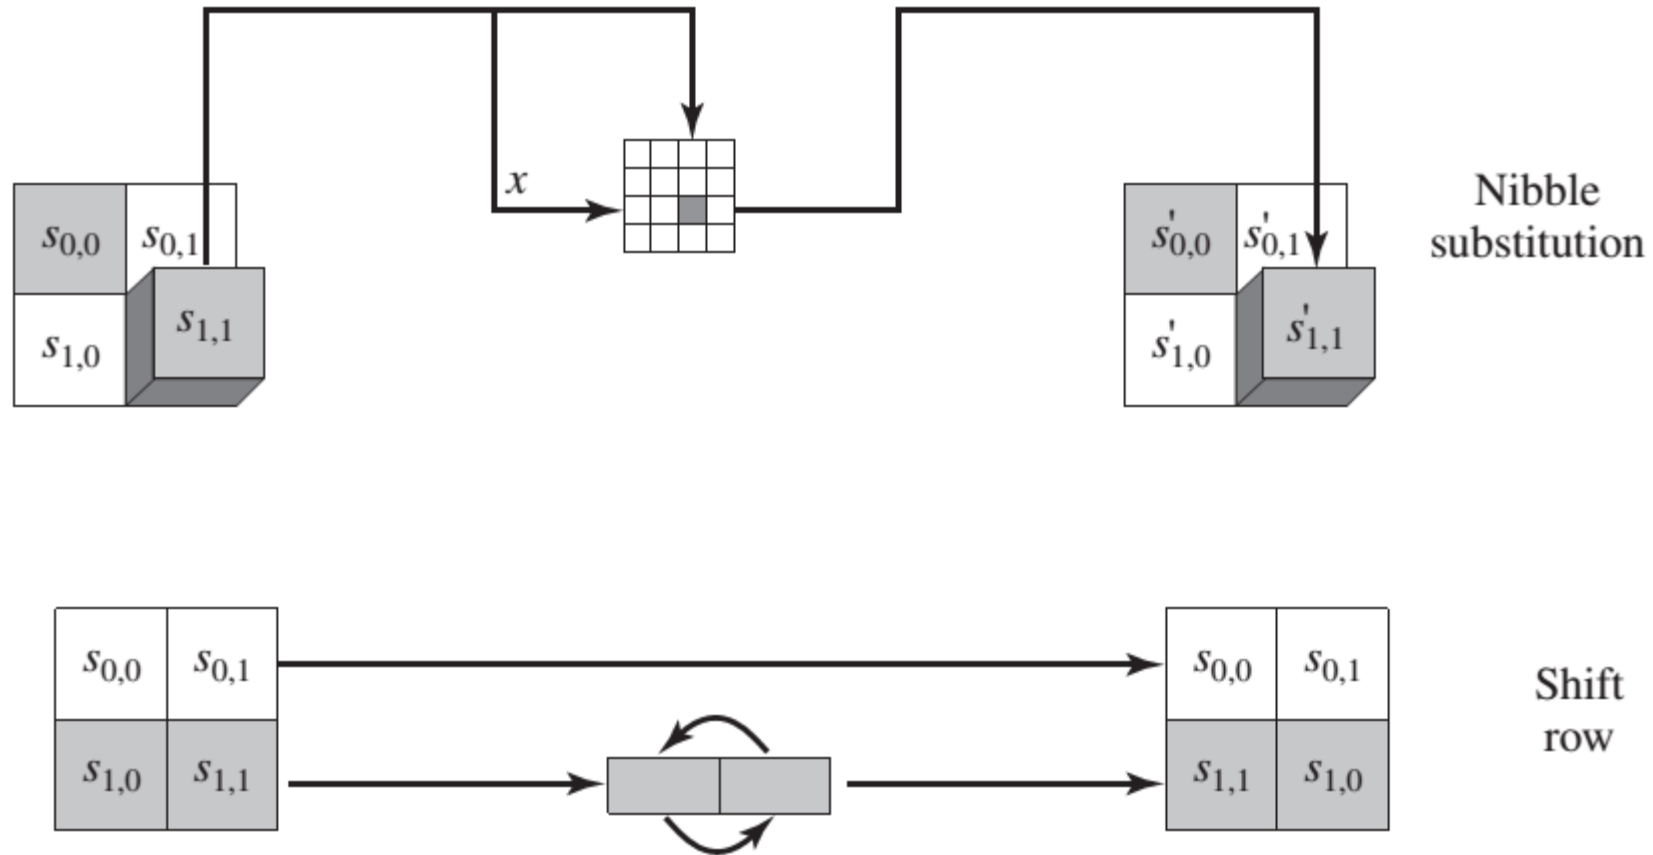 x
s0,0 s0,1
s1,0 s1,1
s'0,0 s'0,1
s'1,0 s'1,1
Nibble
substitution
s0,0 s0,1
s1,0 s1,1
s0,0 s0,1
s1,1 s1,0
Shift
row